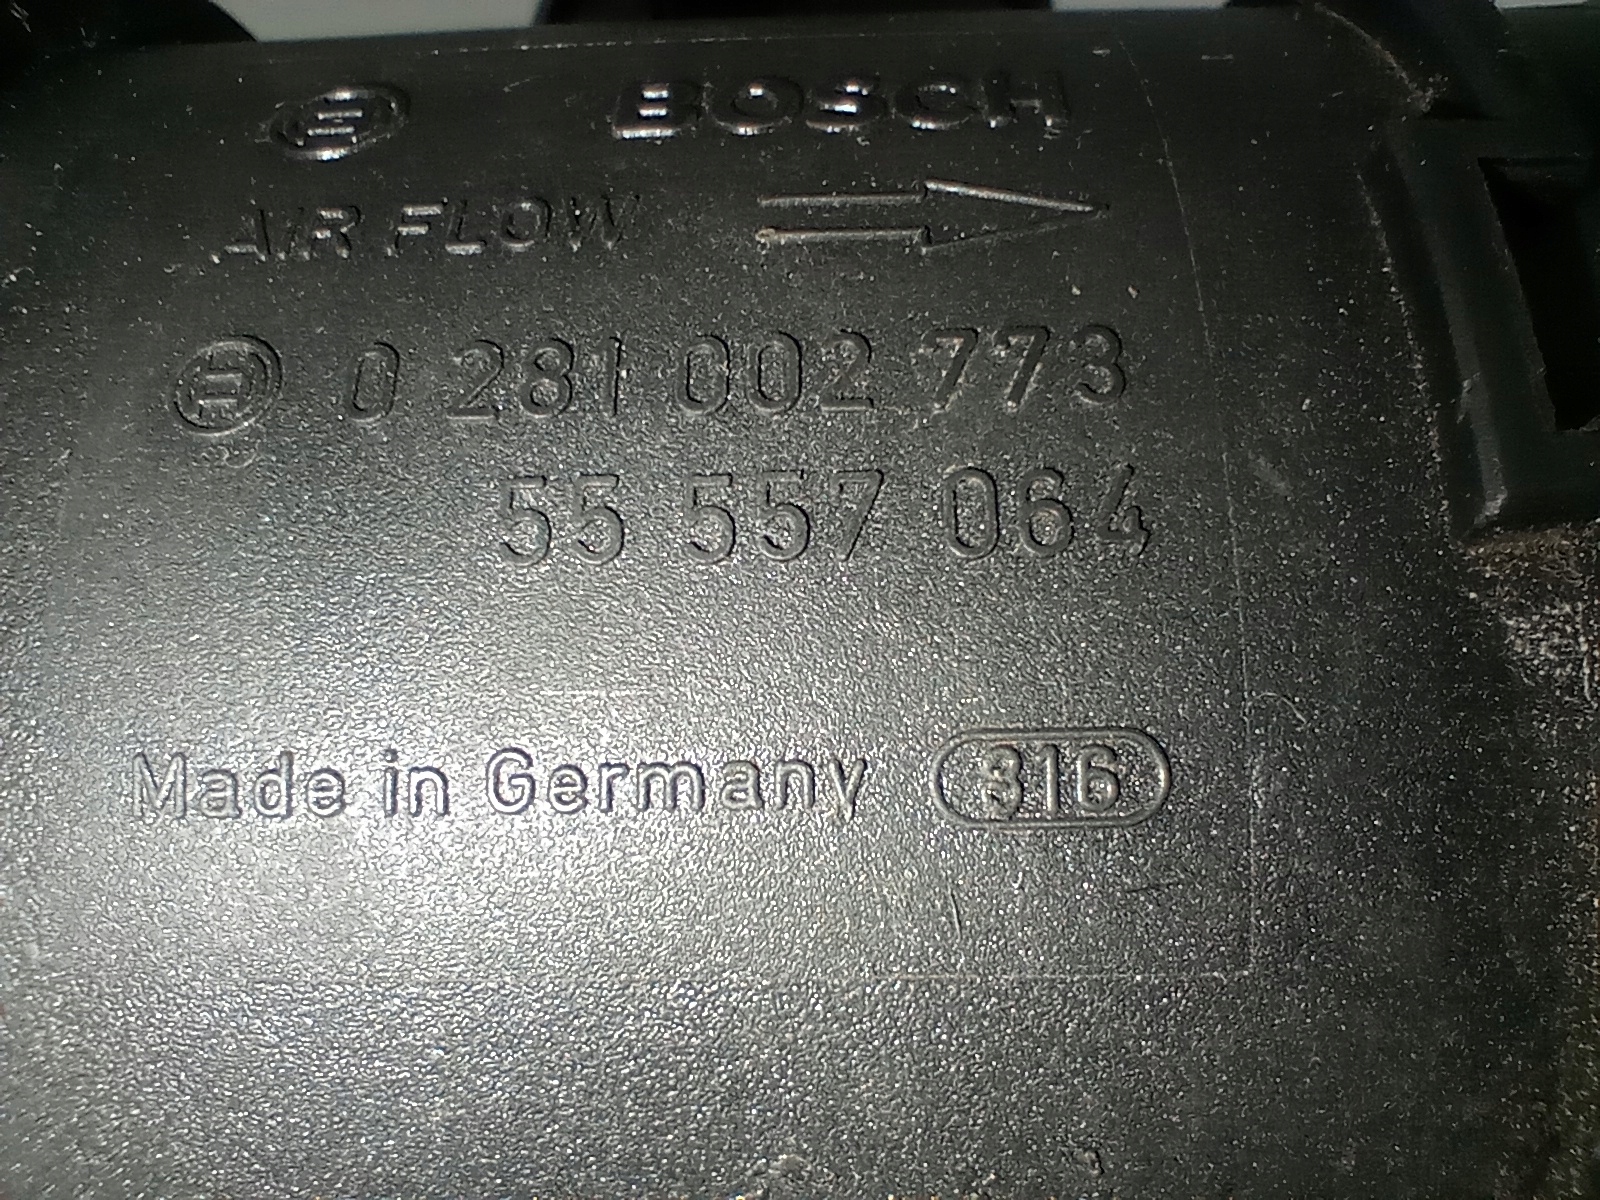 BOSCH
AIR FLOW
0 281 002 773
55 557 064
Made in Germany 316